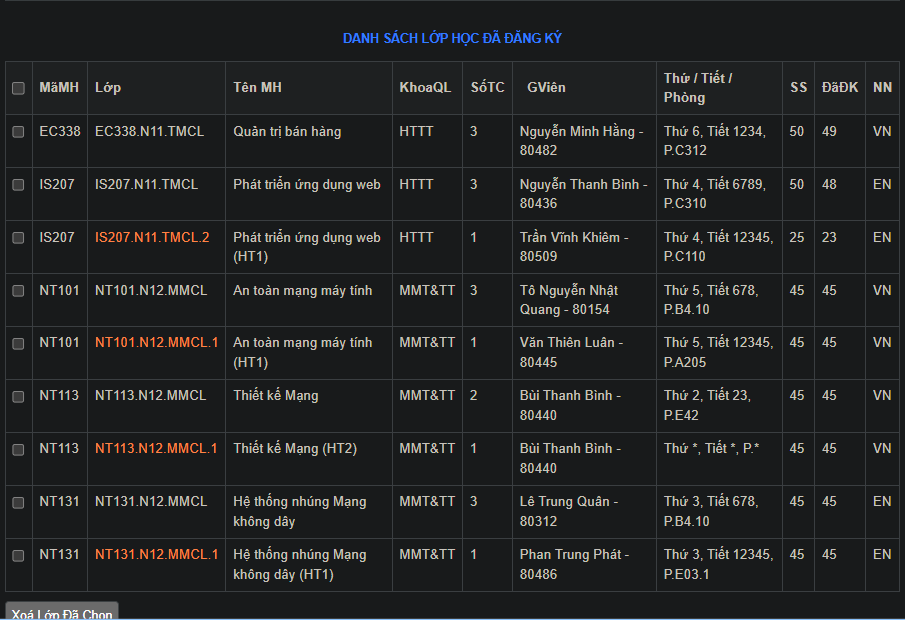 DANH SÁCH LỚP HỌC ĐÃ ĐĂNG KÝ
MãMH Lớp Tên MH KhoaQL SốTC GViên Thứ / Tiết / Phòng SS ĐãĐK NN
EC338 EC338.N11.TMCL Quản trị bán hàng HTTT 3 Nguyễn Minh Hằng - 80482 Thứ 6, Tiết 1234, P.C312 50 49 VN
IS207 IS207.N11.TMCL Phát triển ứng dụng web HTTT 3 Nguyễn Thanh Bình - 80436 Thứ 4, Tiết 6789, P.C310 50 48 EN
IS207 IS207.N11.TMCL.2 Phát triển ứng dụng web (HT1) HTTT 1 Trần Vĩnh Khiêm - 80509 Thứ 4, Tiết 12345, P.C110 25 23 EN
NT101 NT101.N12.MMCL An toàn mạng máy tính MMT&TT 3 Tô Nguyễn Nhật Quang - 80154 Thứ 5, Tiết 678, P.B4.10 45 45 VN
NT101 NT101.N12.MMCL.1 An toàn mạng máy tính (HT1) MMT&TT 1 Văn Thiên Luân - 80445 Thứ 5, Tiết 12345, P.A205 45 45 VN
NT113 NT113.N12.MMCL Thiết kế Mạng MMT&TT 2 Bùi Thanh Bình - 80440 Thứ 2, Tiết 23, P.E42 45 45 VN
NT113 NT113.N12.MMCL.1 Thiết kế Mạng (HT2) MMT&TT 1 Bùi Thanh Bình - 80440 Thứ *, Tiết *, P.* 45 45 VN
NT131 NT131.N12.MMCL Hệ thống nhúng Mạng không dây MMT&TT 3 Lê Trung Quân - 80312 Thứ 3, Tiết 678, P.B4.10 45 45 EN
NT131 NT131.N12.MMCL.1 Hệ thống nhúng Mạng không dây (HT1) MMT&TT 1 Phan Trung Phát - 80486 Thứ 3, Tiết 12345, P.E03.1 45 45 EN
Xoá Lớp Đã Chọn